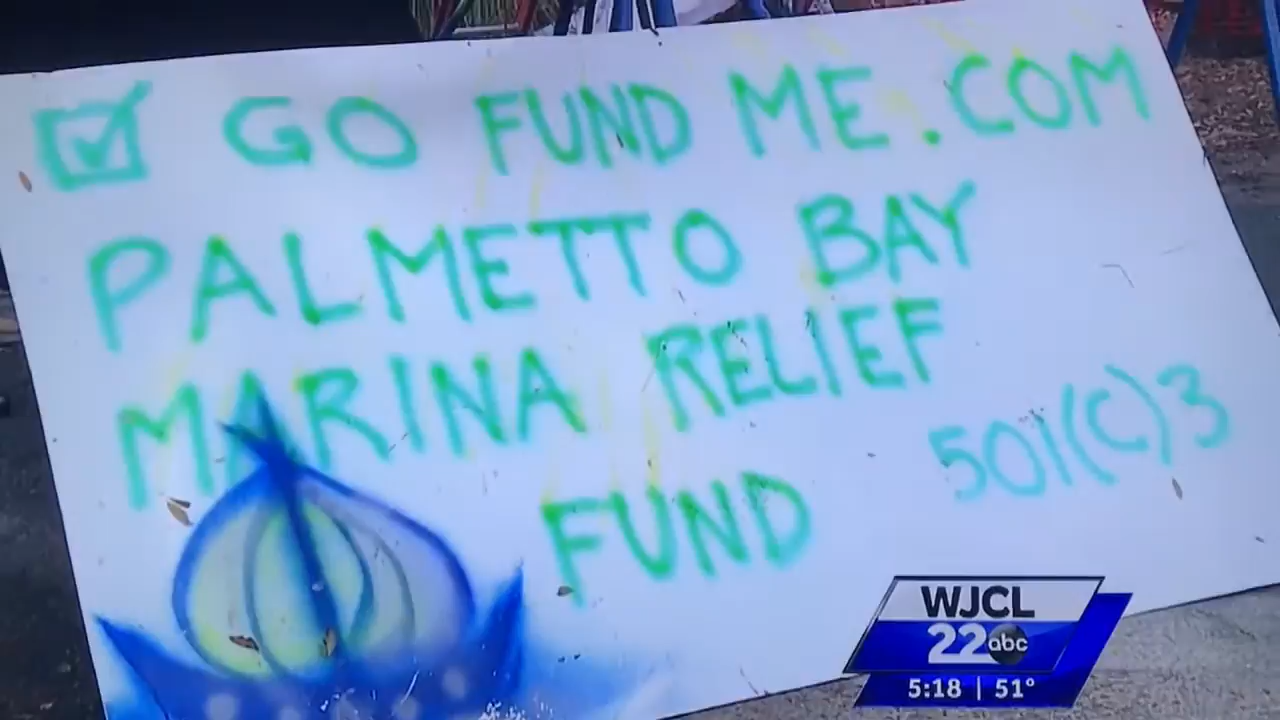 GO FUND ME.COM
PALMETTO BAY
MARINA RELIEF
FUND
501(C)3
WJCL
22 abc
5:18 | 51°